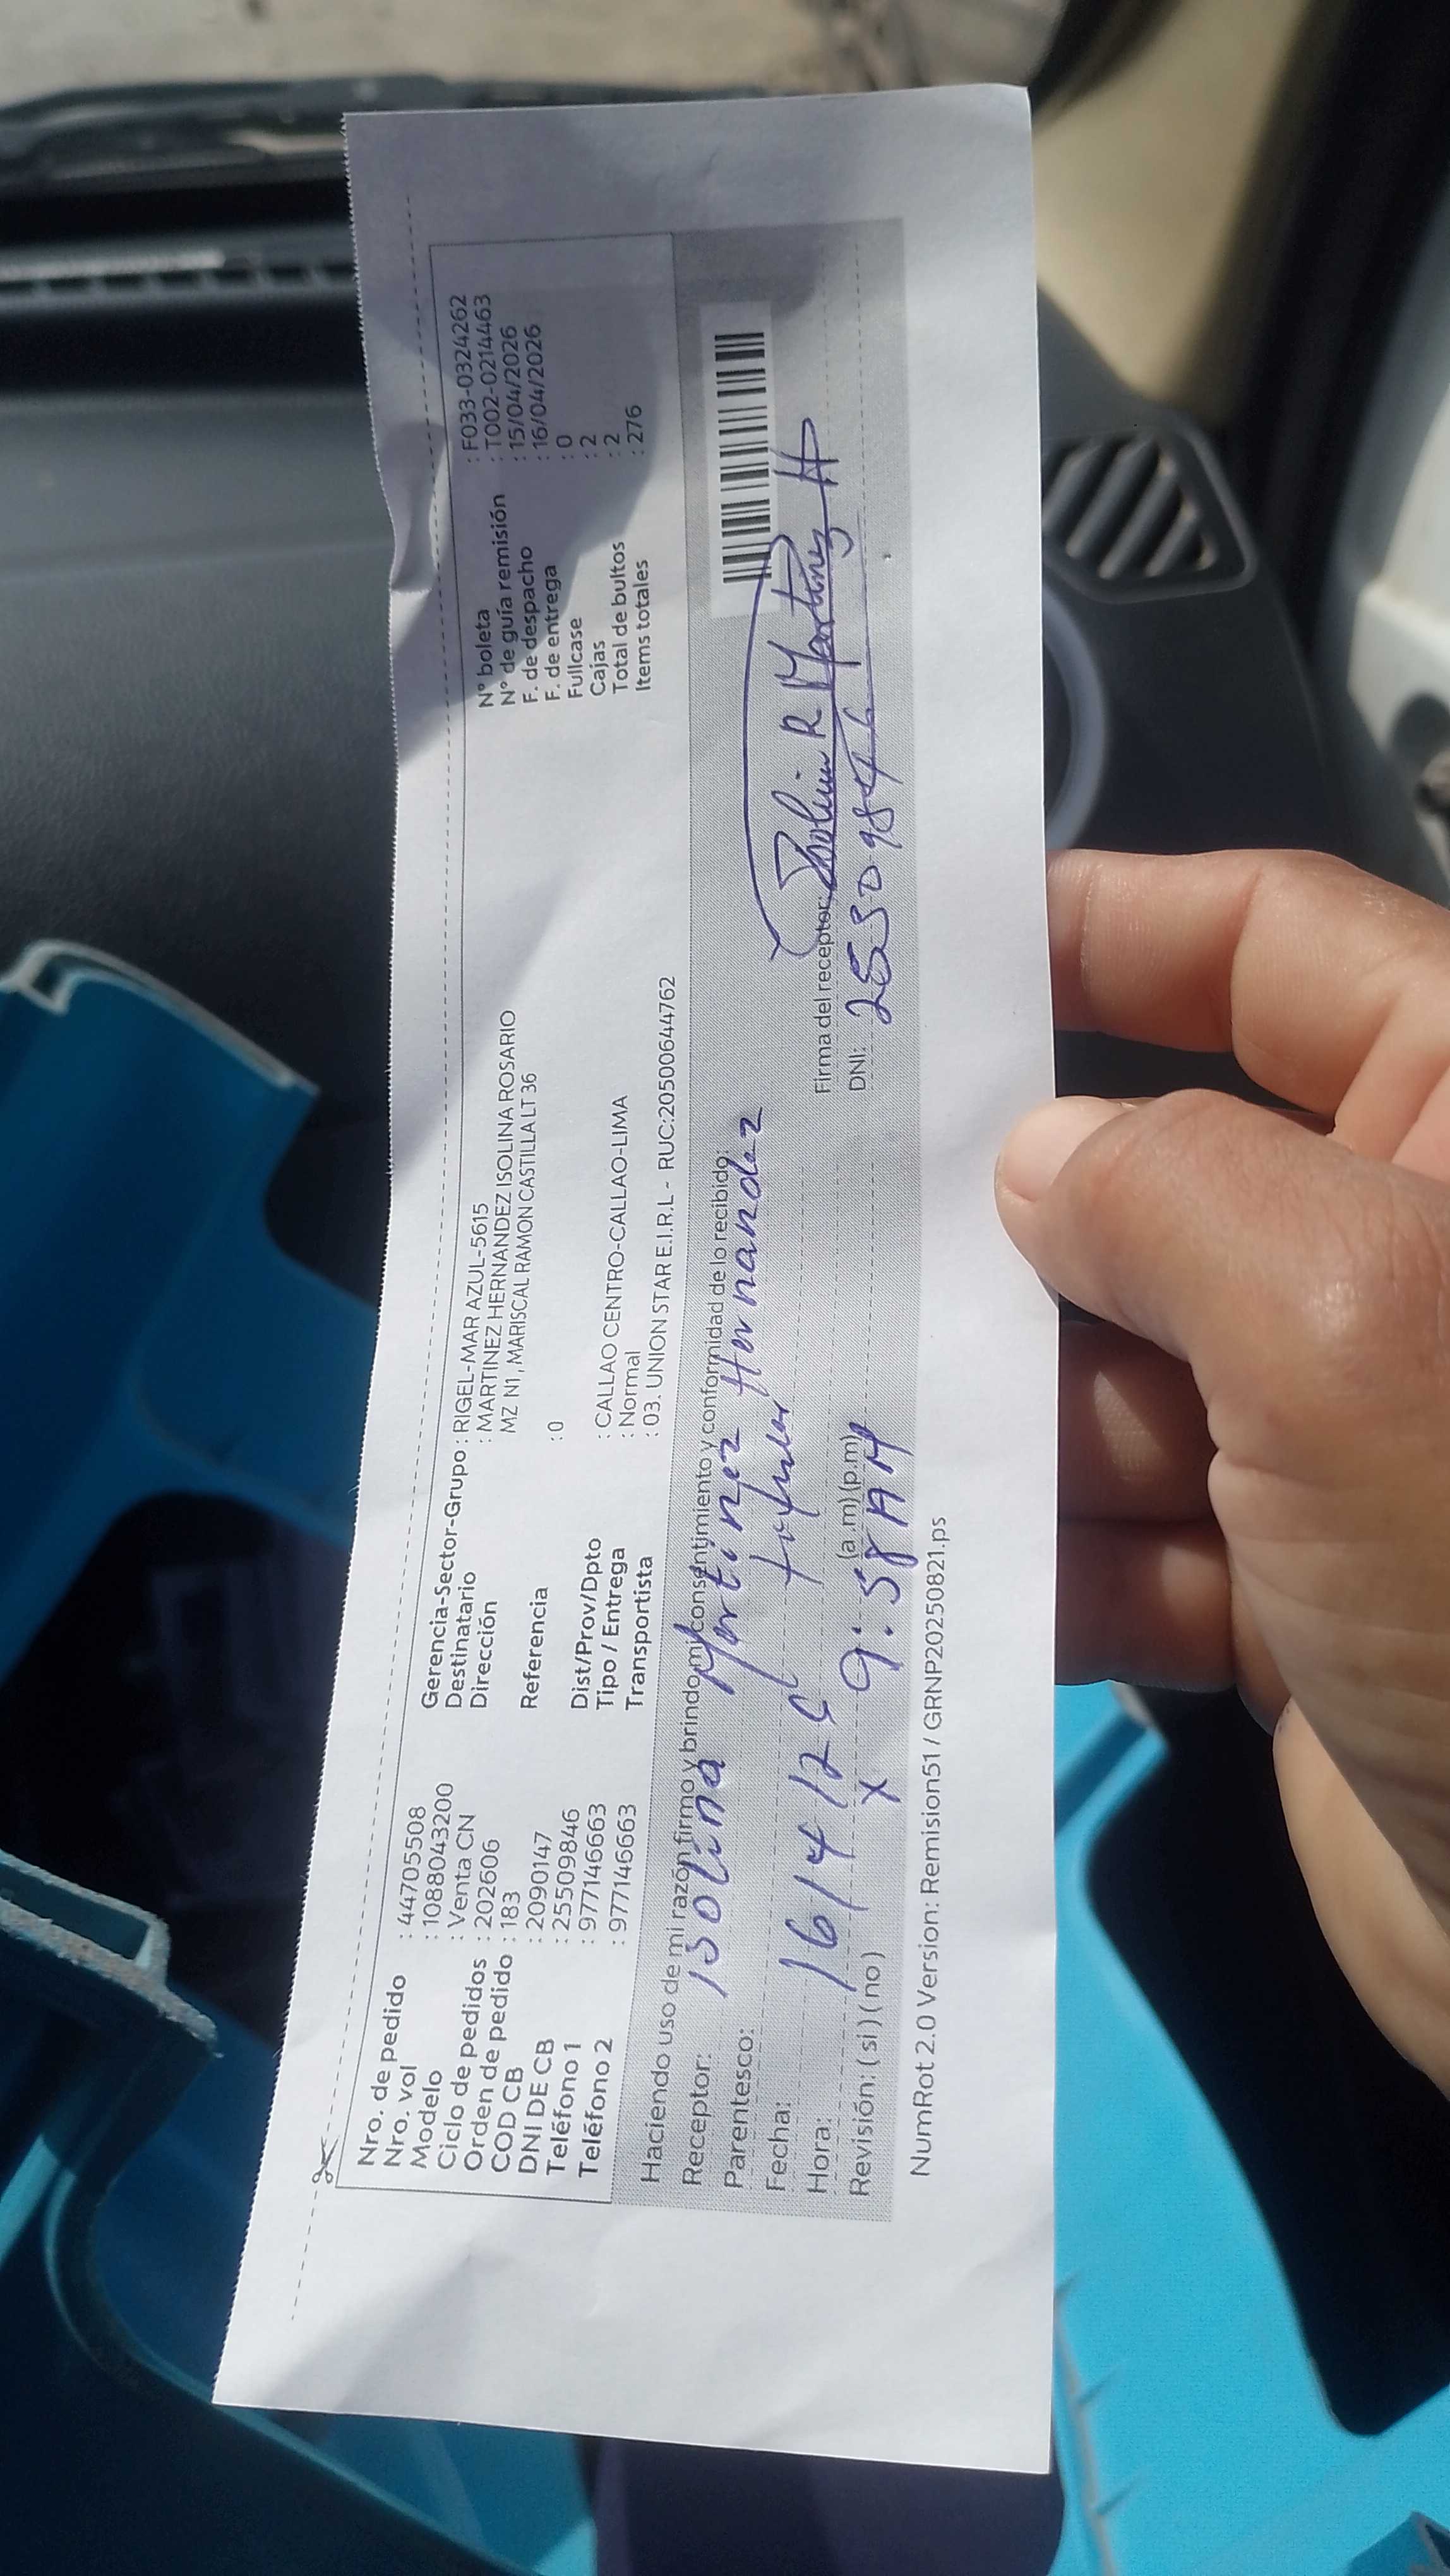 Nro. de pedido : 44705508
Nro. vol : 1088043200
Modelo : Venta CN
Ciclo de pedidos : 202606
Orden de pedido : 183
COD CB : 2090147
DNI DE CB : 25509846
Teléfono 1 : 977146663
Teléfono 2 : 977146663
Gerencia-Sector-Grupo : RIGEL-MAR AZUL-5615
Destinatario : MARTINEZ HERNANDEZ ISOLINA ROSARIO
Dirección MZ N1 , MARISCAL RAMON CASTILLA LT 36
Referencia : 0
Dist/Prov/Dpto : CALLAO CENTRO-CALLAO-LIMA
Tipo / Entrega : Normal
Transportista : 03. UNION STAR E.I.R.L - RUC:20500644762
N° boleta : F033-0324262
N° de guía remisión : T002-0214463
F. de despacho : 15/04/2026
F. de entrega : 16/04/2026
Fullcase : 0
Cajas : 2
Total de bultos : 2
Items totales : 276
Haciendo uso de mi razón firmo y brindo mi consentimiento y conformidad de lo recibido:
Receptor: Isolina Martinez Hernandez
Parentesco:
Fecha: 16/4/26
Hora: 9:58 AM (a.m) (p.m)
Revisión: ( si ) ( no ) X
Firma del receptor: Isolina R Martinez H
DNI: 25509846
NumRot 2.0 Version: Remision51 / GRNP20250821.ps